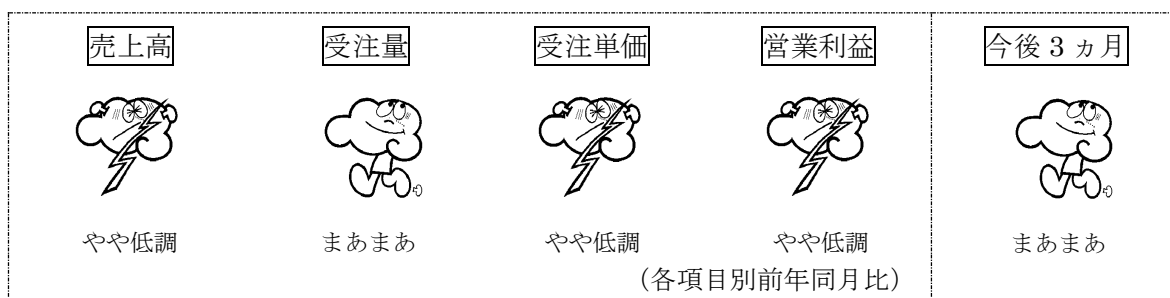 売上高 受注量 受注単価 営業利益 今後3ヵ月
やや低調 まあまあ やや低調 やや低調 まあまあ
（各項目別前年同月比）